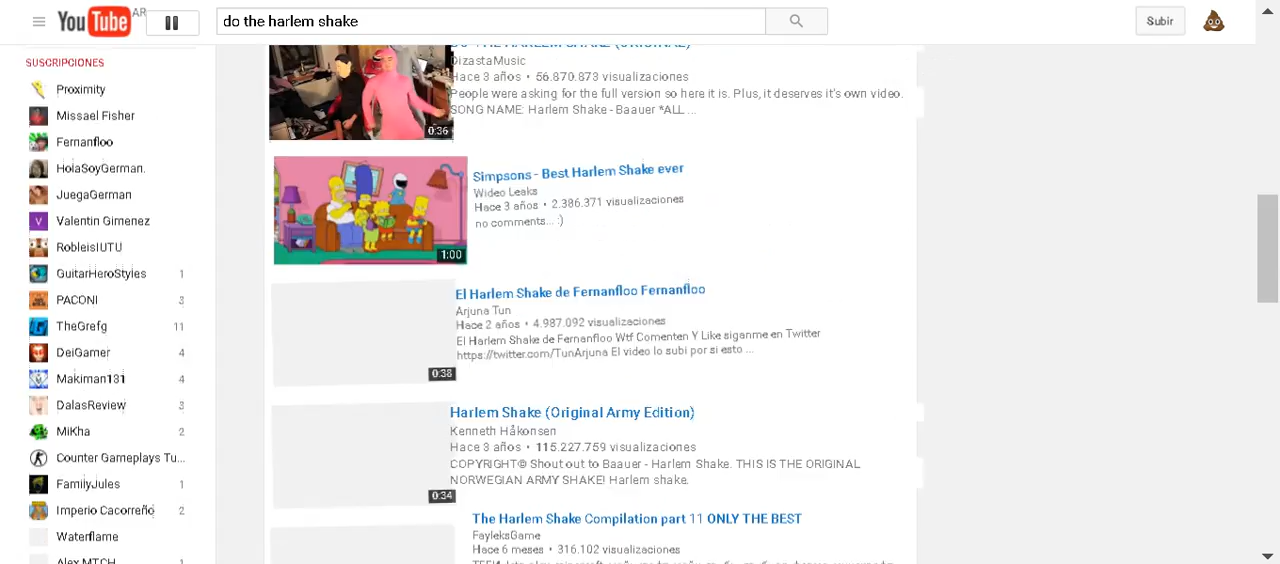 YouTube AR
do the harlem shake
Subir
SUSCRIPCIONES
Proximity
Missael Fisher
Fernanfloo
HolaSoyGerman.
JuegaGerman
Valentin Gimenez
RobleisIUTU
GuitarHeroStyles 1
PACONI 3
TheGrefg 11
DeiGamer 4
Makiman131 4
DalasReview 3
MiKha 2
Counter Gameplays Tu...
FamilyJules 1
Imperio Cacorreño 2
Waterflame
Alex MTCH
DO THE HARLEM SHAKE (ORIGINAL)
DizastaMusic
Hace 3 años • 56.870.873 visualizaciones
People were asking for the full version so here it is. Plus, it deserves it's own video.
SONG NAME: Harlem Shake - Baauer *ALL ...
0:36
Simpsons - Best Harlem Shake ever
Wideo Leaks
Hace 3 años • 2.386.371 visualizaciones
no comments... :)
1:00
El Harlem Shake de Fernanfloo Fernanfloo
Arjuna Tun
Hace 2 años • 4.987.092 visualizaciones
El Harlem Shake de Fernanfloo Wtf Comenten Y Like siganme en Twitter
https://twitter.com/TunArjuna El video lo subi por si esto ...
0:38
Harlem Shake (Original Army Edition)
Kenneth Håkonsen
Hace 3 años • 115.227.759 visualizaciones
COPYRIGHT© Shout out to Baauer - Harlem Shake. THIS IS THE ORIGINAL
NORWEGIAN ARMY SHAKE! Harlem shake.
0:34
The Harlem Shake Compilation part 11 ONLY THE BEST
FayleksGame
Hace 6 meses • 316.102 visualizaciones